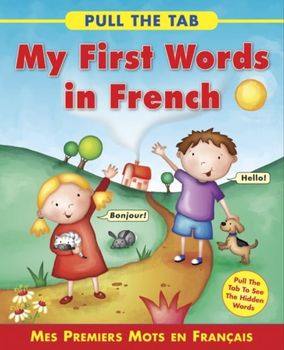 PULL THE TAB
My First Words
in French
Hello!
Bonjour!
Pull The
Tab To See
The Hidden
Words
MES PREMIERS MOTS EN FRANÇAIS